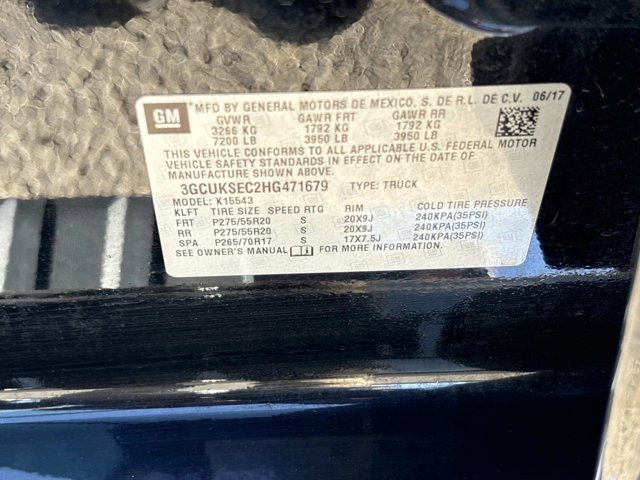 GM
MFD BY GENERAL MOTORS DE MEXICO, S. DE R.L. DE C.V. 06/17
GVWR GAWR FRT GAWR RR
3266 KG 1792 KG 1792 KG
7200 LB 3950 LB 3950 LB
THIS VEHICLE CONFORMS TO ALL APPLICABLE U.S. FEDERAL MOTOR
VEHICLE SAFETY STANDARDS IN EFFECT ON THE DATE OF
MANUFACTURE SHOWN ABOVE.
3GCUKSEC2HG471679 TYPE: TRUCK
MODEL: K15543
KLFT TIRE SIZE SPEED RTG RIM COLD TIRE PRESSURE
FRT P275/55R20 S 20X9J 240KPA(35PSI)
RR P275/55R20 S 20X9J 240KPA(35PSI)
SPA P265/70R17 S 17X7.5J 240KPA(35PSI)
SEE OWNER'S MANUAL FOR MORE INFORMATION.